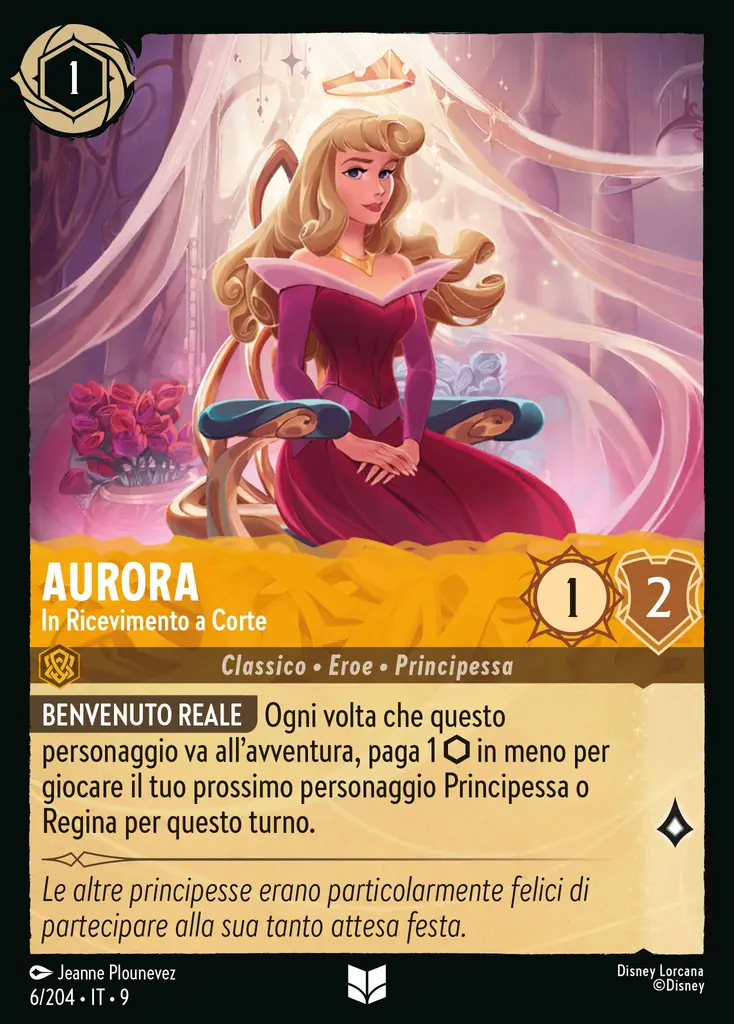 1
AURORA
In Ricevimento a Corte
1
2
Classico • Eroe • Principessa
BENVENUTO REALE Ogni volta che questo
personaggio va all'avventura, paga 1 ⬡ in meno per
giocare il tuo prossimo personaggio Principessa o
Regina per questo turno.
Le altre principesse erano particolarmente felici di
partecipare alla sua tanto attesa festa.
Jeanne Plounevez
6/204 • IT • 9
Disney Lorcana
©Disney